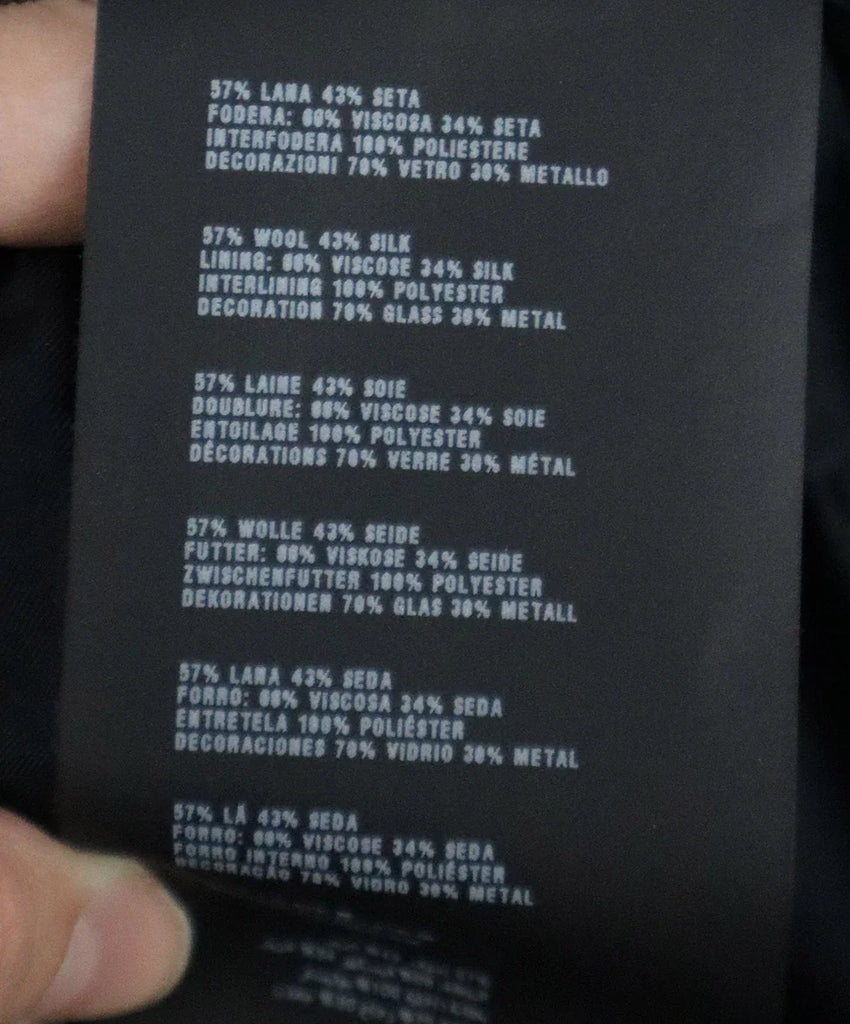 57% LANA 43% SETA
FODERA: 66% VISCOSA 34% SETA
INTERFODERA 100% POLIESTERE
DECORAZIONI 70% VETRO 30% METALLO
57% WOOL 43% SILK
LINING: 66% VISCOSE 34% SILK
INTERLINING 100% POLYESTER
DECORATION 70% GLASS 30% METAL
57% LAINE 43% SOIE
DOUBLURE: 66% VISCOSE 34% SOIE
ENTOILAGE 100% POLYESTER
DÉCORATIONS 70% VERRE 30% MÉTAL
57% WOLLE 43% SEIDE
FUTTER: 66% VISKOSE 34% SEIDE
ZWISCHENFUTTER 100% POLYESTER
DEKORATIONEN 70% GLAS 30% METALL
57% LANA 43% SEDA
FORRO: 66% VISCOSA 34% SEDA
ENTRETELA 100% POLIÉSTER
DECORACIONES 70% VIDRIO 30% METAL
57% LÃ 43% SEDA
FORRO: 66% VISCOSE 34% SEDA
FORRO INTERNO 100% POLIÉSTER
DECORAÇÃO 70% VIDRO 30% METAL